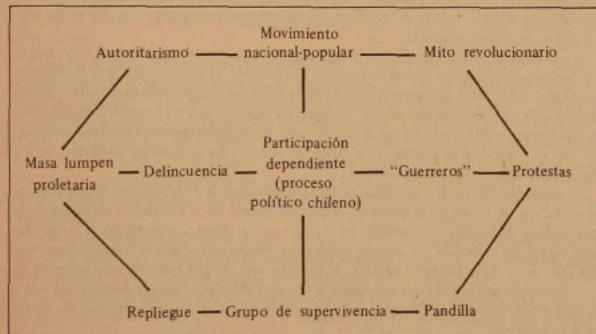 Movimiento
Autoritarismo nacional-popular Mito revolucionario
Participación
Masa lumpen dependiente
proletaria Delincuencia (proceso "Guerreros" Protestas
político chileno)
Repliegue Grupo de supervivencia Pandilla